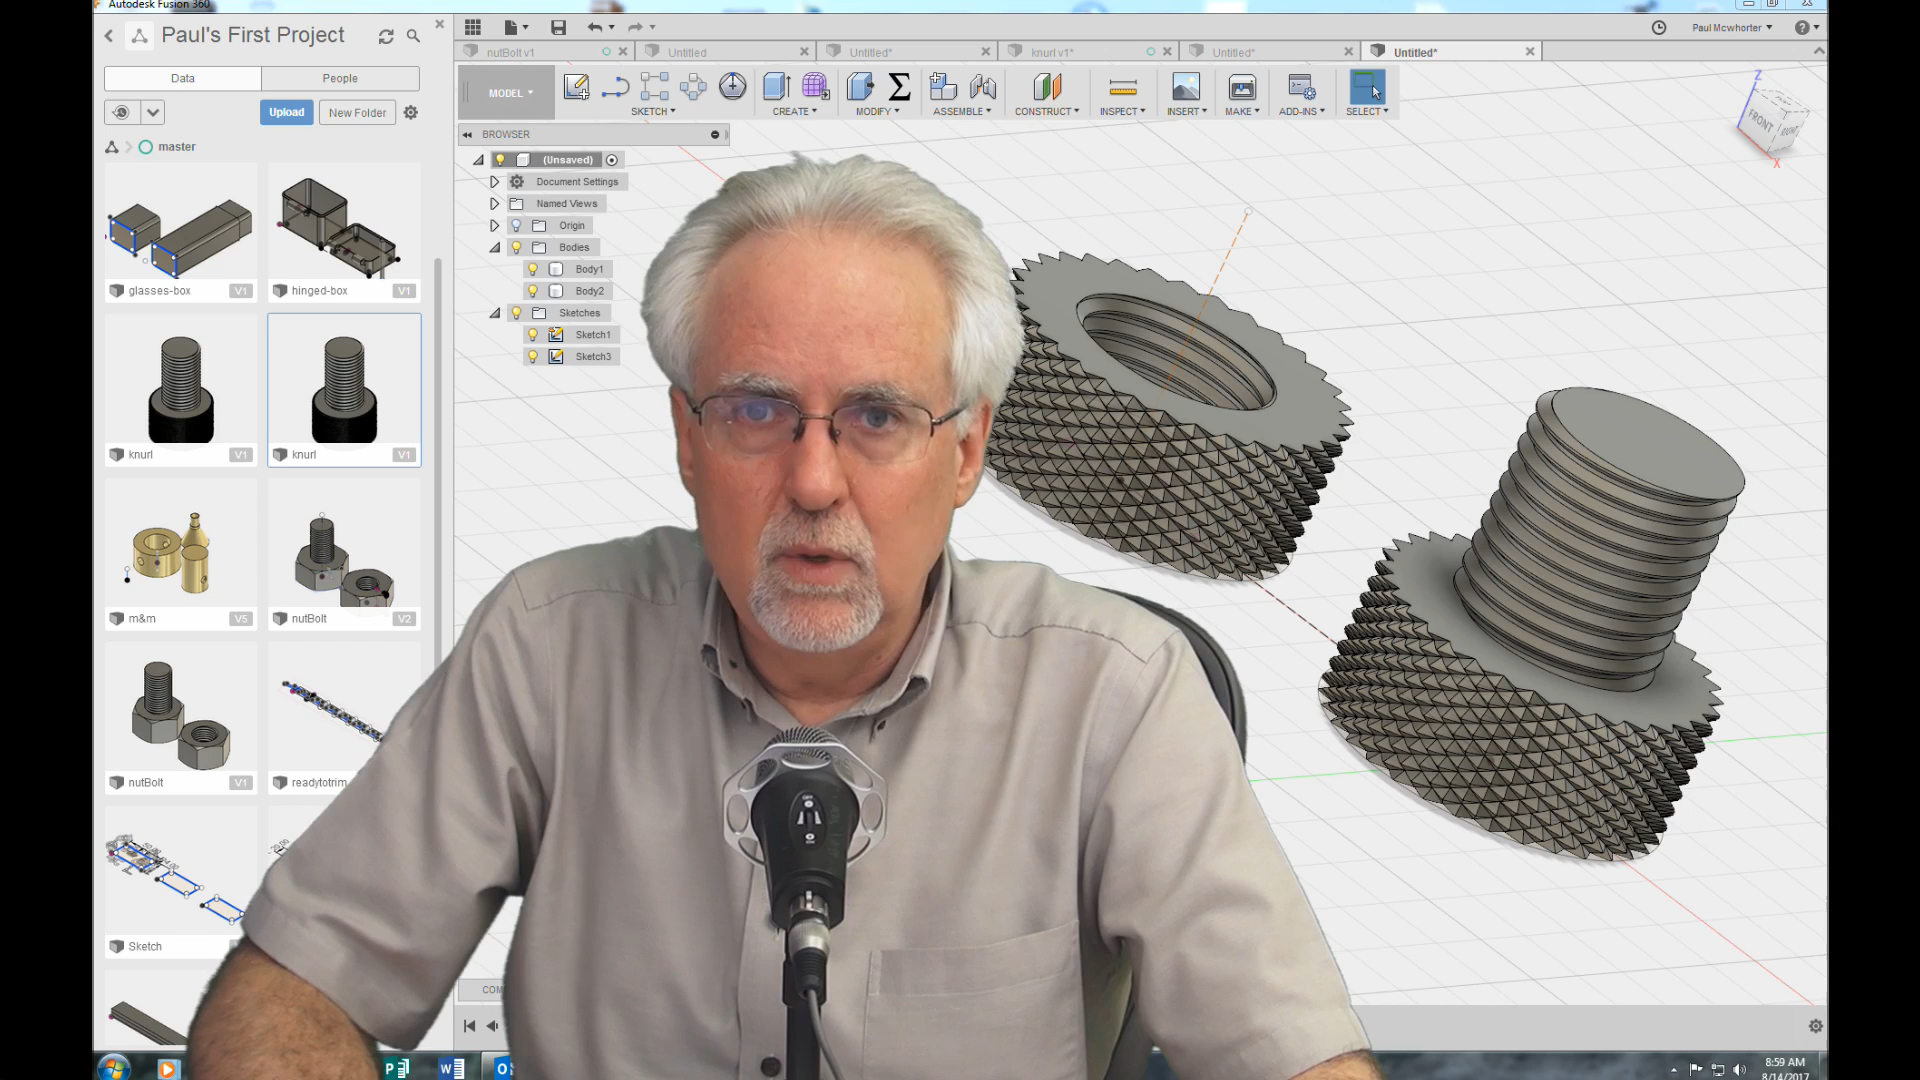 Autodesk Fusion 360
Paul's First Project
Data
People
Upload
New Folder
master
glasses-box
V1
hinged-box
V1
knurl
V1
knurl
V1
m&m
V5
nutBolt
V2
nutBolt
V1
readytotrim
Sketch
Paul Mcwhorter
nutBolt v1
Untitled
Untitled*
knurl v1*
Untitled*
Untitled*
MODEL
SKETCH
CREATE
MODIFY
ASSEMBLE
CONSTRUCT
INSPECT
INSERT
MAKE
ADD-INS
SELECT
BROWSER
(Unsaved)
Document Settings
Named Views
Origin
Bodies
Body1
Body2
Sketches
Sketch1
Sketch3
Z
FRONT
X
COM
8:59 AM
8/14/2017